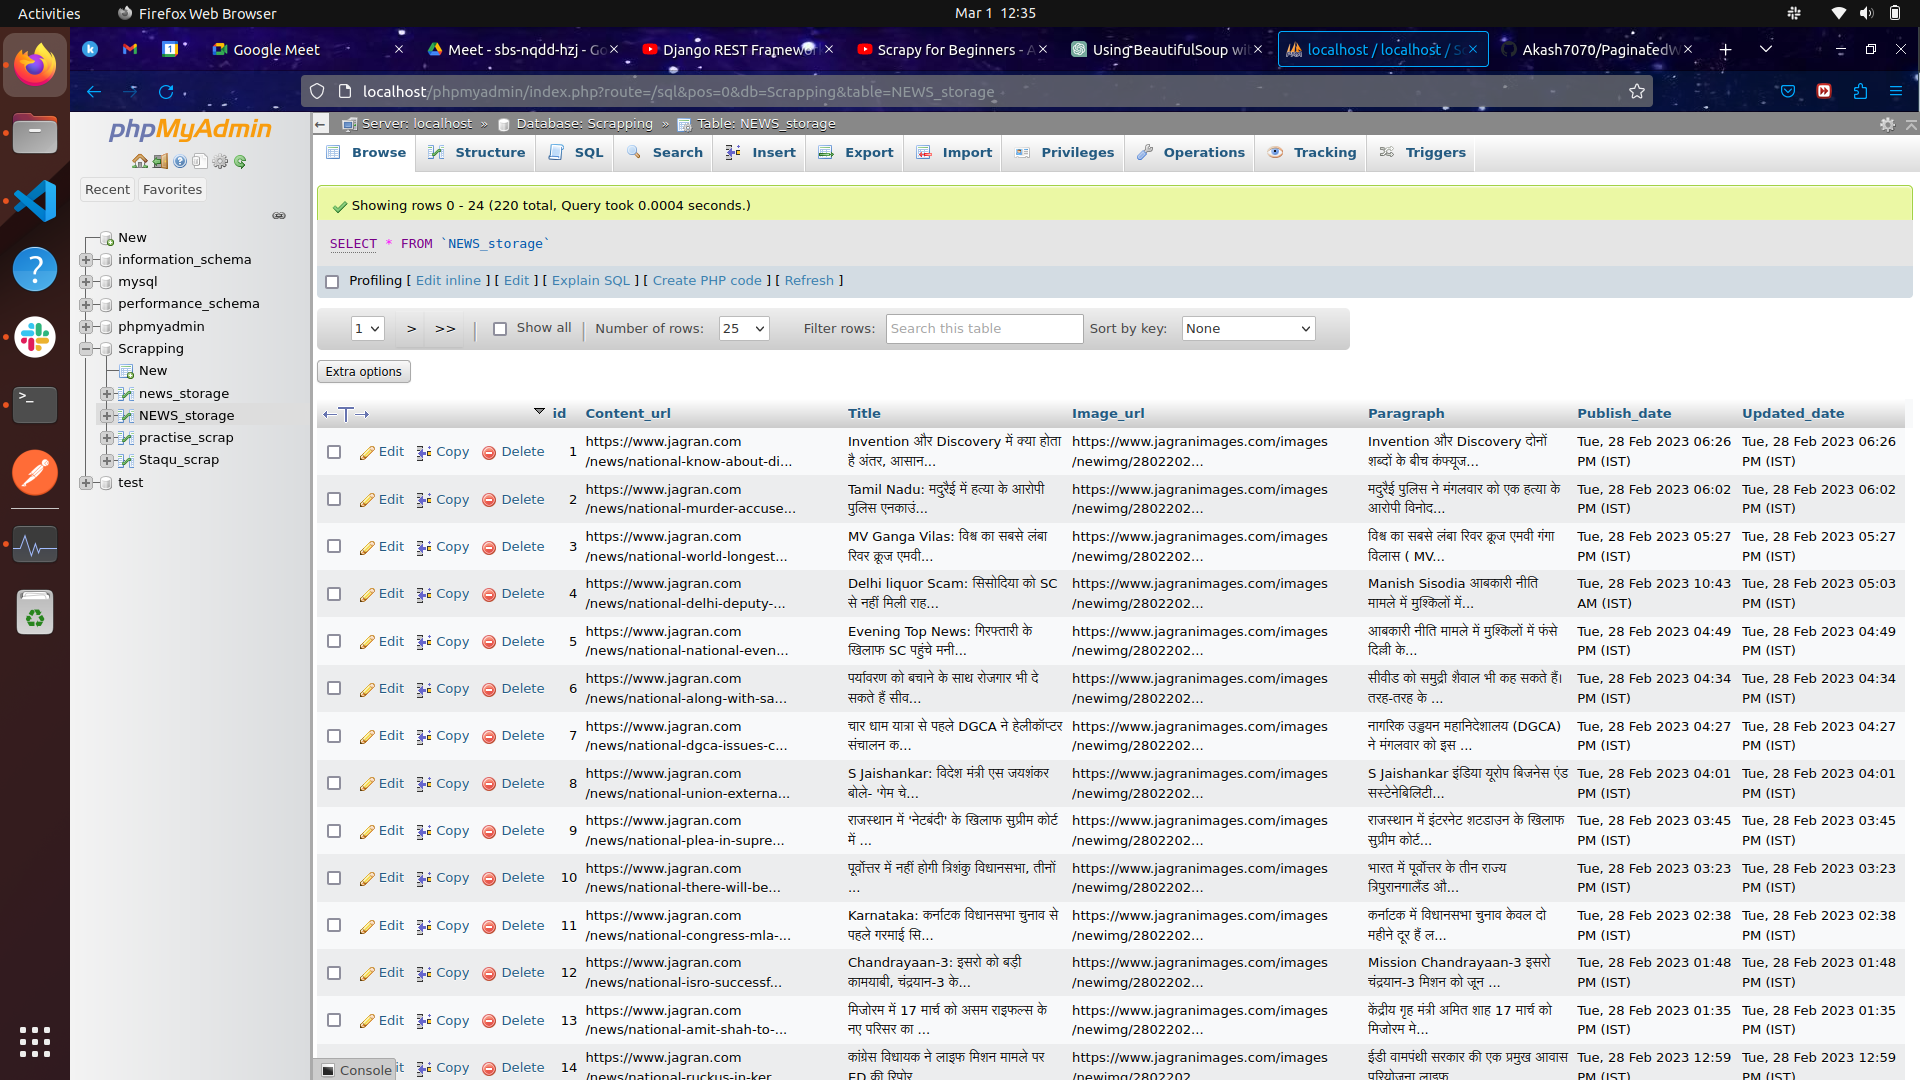 Activities
Firefox Web Browser
Mar 1 12:35
Google Meet
Meet - sbs-nqdd-hzj - Go
Django REST Framewor
Scrapy for Beginners - A
Using BeautifulSoup wit
localhost / localhost / Sc
Akash7070/PaginatedW
localhost/phpmyadmin/index.php?route=/sql&pos=0&db=Scrapping&table=NEWS_storage
phpMyAdmin
Recent
Favorites
New
information_schema
mysql
performance_schema
phpmyadmin
Scrapping
New
news_storage
NEWS_storage
practise_scrap
Staqu_scrap
test
Server: localhost » Database: Scrapping » Table: NEWS_storage
Browse Structure SQL Search Insert Export Import Privileges Operations Tracking Triggers
Showing rows 0 - 24 (220 total, Query took 0.0004 seconds.)
SELECT * FROM `NEWS_storage`
Profiling [ Edit inline ] [ Edit ] [ Explain SQL ] [ Create PHP code ] [ Refresh ]
1 > >> | Show all | Number of rows: 25 Filter rows: Search this table Sort by key: None
Extra options
←T→ id Content_url Title Image_url Paragraph Publish_date Updated_date
https://www.jagran.com Invention और Discovery में क्या होता https://www.jagranimages.com/images Invention और Discovery दोनों Tue, 28 Feb 2023 06:26 Tue, 28 Feb 2023 06:26
Edit Copy Delete 1 /news/national-know-about-di... है अंतर, आसान... /newimg/2802202... शब्दों के बीच कंफ्यूज... PM (IST) PM (IST)
https://www.jagran.com Tamil Nadu: मदुरैई में हत्या के आरोपी https://www.jagranimages.com/images मदुरैई पुलिस ने मंगलवार को एक हत्या के Tue, 28 Feb 2023 06:02 Tue, 28 Feb 2023 06:02
Edit Copy Delete 2 /news/national-murder-accuse... पुलिस एनकाउं... /newimg/2802202... आरोपी विनोद... PM (IST) PM (IST)
https://www.jagran.com MV Ganga Vilas: विश्व का सबसे लंबा https://www.jagranimages.com/images विश्व का सबसे लंबा रिवर क्रूज एमवी गंगा Tue, 28 Feb 2023 05:27 Tue, 28 Feb 2023 05:27
Edit Copy Delete 3 /news/national-world-longest... रिवर क्रूज एमवी... /newimg/2802202... विलास ( MV... PM (IST) PM (IST)
https://www.jagran.com Delhi liquor Scam: सिसोदिया को SC https://www.jagranimages.com/images Manish Sisodia आबकारी नीति Tue, 28 Feb 2023 10:43 Tue, 28 Feb 2023 05:03
Edit Copy Delete 4 /news/national-delhi-deputy-... से नहीं मिली राह... /newimg/2802202... मामले में मुश्किलों में... AM (IST) PM (IST)
https://www.jagran.com Evening Top News: गिरफ्तारी के https://www.jagranimages.com/images आबकारी नीति मामले में मुश्किलों में फंसे Tue, 28 Feb 2023 04:49 Tue, 28 Feb 2023 04:49
Edit Copy Delete 5 /news/national-national-even... खिलाफ SC पहुंचे मनी... /newimg/2802202... दिल्ली के... PM (IST) PM (IST)
https://www.jagran.com पर्यावरण को बचाने के साथ रोजगार भी दे https://www.jagranimages.com/images सीवीड को समुद्री शैवाल भी कह सकते हैं। Tue, 28 Feb 2023 04:34 Tue, 28 Feb 2023 04:34
Edit Copy Delete 6 /news/national-along-with-sa... सकते हैं सीव... /newimg/2802202... तरह-तरह के ... PM (IST) PM (IST)
https://www.jagran.com चार धाम यात्रा से पहले DGCA ने हेलीकॉप्टर https://www.jagranimages.com/images नागरिक उड्डयन महानिदेशालय (DGCA) Tue, 28 Feb 2023 04:27 Tue, 28 Feb 2023 04:27
Edit Copy Delete 7 /news/national-dgca-issues-c... संचालन क... /newimg/2802202... ने मंगलवार को इस ... PM (IST) PM (IST)
https://www.jagran.com S Jaishankar: विदेश मंत्री एस जयशंकर https://www.jagranimages.com/images S Jaishankar इंडिया यूरोप बिजनेस एंड Tue, 28 Feb 2023 04:01 Tue, 28 Feb 2023 04:01
Edit Copy Delete 8 /news/national-union-externa... बोले- 'गेम चे... /newimg/2802202... सस्टेनेबिलिटी... PM (IST) PM (IST)
https://www.jagran.com राजस्थान में 'नेटबंदी' के खिलाफ सुप्रीम कोर्ट https://www.jagranimages.com/images राजस्थान में इंटरनेट शटडाउन के खिलाफ Tue, 28 Feb 2023 03:45 Tue, 28 Feb 2023 03:45
Edit Copy Delete 9 /news/national-plea-in-supre... में ... /newimg/2802202... सुप्रीम कोर्ट... PM (IST) PM (IST)
https://www.jagran.com पूर्वोत्तर में नहीं होगी त्रिशंकु विधानसभा, तीनों https://www.jagranimages.com/images भारत में पूर्वोत्तर के तीन राज्य Tue, 28 Feb 2023 03:23 Tue, 28 Feb 2023 03:23
Edit Copy Delete 10 /news/national-there-will-be... ... /newimg/2802202... त्रिपुरानगालैंड औ... PM (IST) PM (IST)
https://www.jagran.com Karnataka: कर्नाटक विधानसभा चुनाव से https://www.jagranimages.com/images कर्नाटक में विधानसभा चुनाव केवल दो Tue, 28 Feb 2023 02:38 Tue, 28 Feb 2023 02:38
Edit Copy Delete 11 /news/national-congress-mla-... पहले गरमाई सि... /newimg/2802202... महीने दूर हैं ल... PM (IST) PM (IST)
https://www.jagran.com Chandrayaan-3: इसरो को बड़ी https://www.jagranimages.com/images Mission Chandrayaan-3 इसरो Tue, 28 Feb 2023 01:48 Tue, 28 Feb 2023 01:48
Edit Copy Delete 12 /news/national-isro-successf... कामयाबी, चंद्रयान-3 के... /newimg/2802202... चंद्रयान-3 मिशन को जून ... PM (IST) PM (IST)
https://www.jagran.com मिजोरम में 17 मार्च को असम राइफल्स के https://www.jagranimages.com/images केंद्रीय गृह मंत्री अमित शाह 17 मार्च को Tue, 28 Feb 2023 01:35 Tue, 28 Feb 2023 01:35
Edit Copy Delete 13 /news/national-amit-shah-to-... नए परिसर का ... /newimg/2802202... मिजोरम मे... PM (IST) PM (IST)
https://www.jagran.com कांग्रेस विधायक ने लाइफ मिशन मामले पर https://www.jagranimages.com/images ईडी वामपंथी सरकार की एक प्रमुख आवास Tue, 28 Feb 2023 12:59 Tue, 28 Feb 2023 12:59
Copy Delete 14 /news/national-ruckus-in-ker... ED की रिपोर्... /newimg/2802202... परियोजना लाइफ... PM (IST) PM (IST)
Console